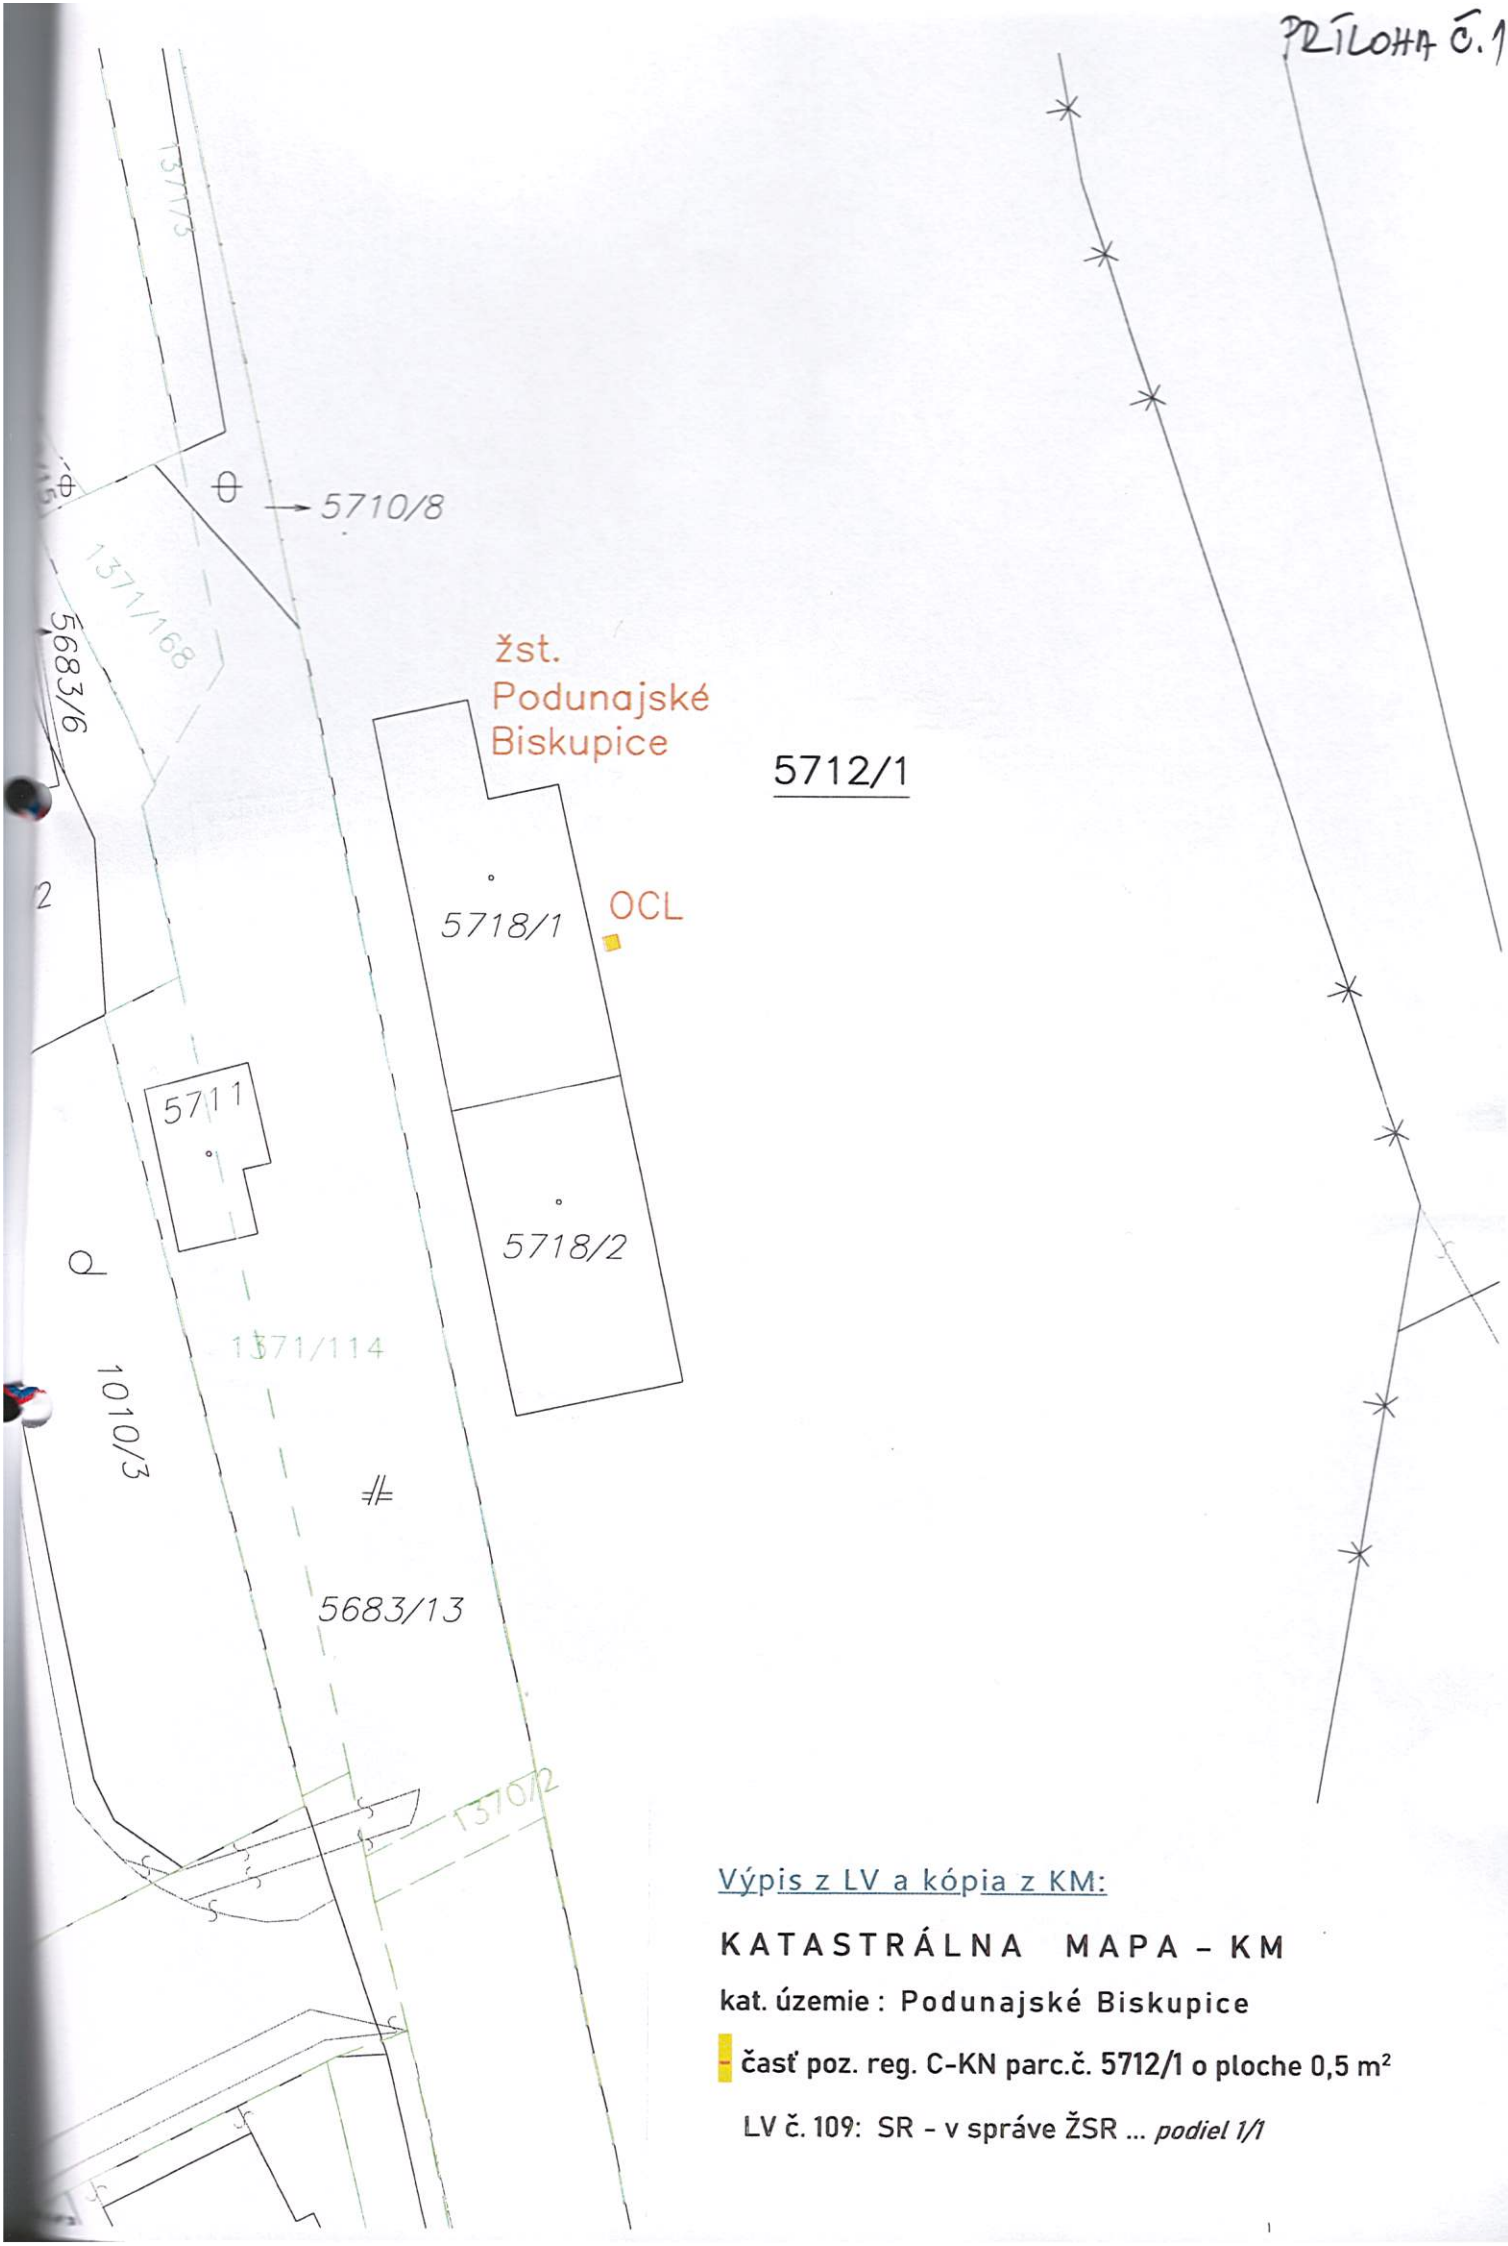 PRÍLOHA Č.1
1371/3
5710/8
1371/168
5683/6
žst.
Podunajské
Biskupice
5712/1
2
OCL
5718/1
5711
5718/2
1371/114
1010/3
5683/13
1370/2
Výpis z LV a kópia z KM:
KATASTRÁLNA MAPA - KM
kat. územie : Podunajské Biskupice
- časť poz. reg. C-KN parc.č. 5712/1 o ploche 0,5 m²
LV č. 109: SR - v správe ŽSR ... podiel 1/1